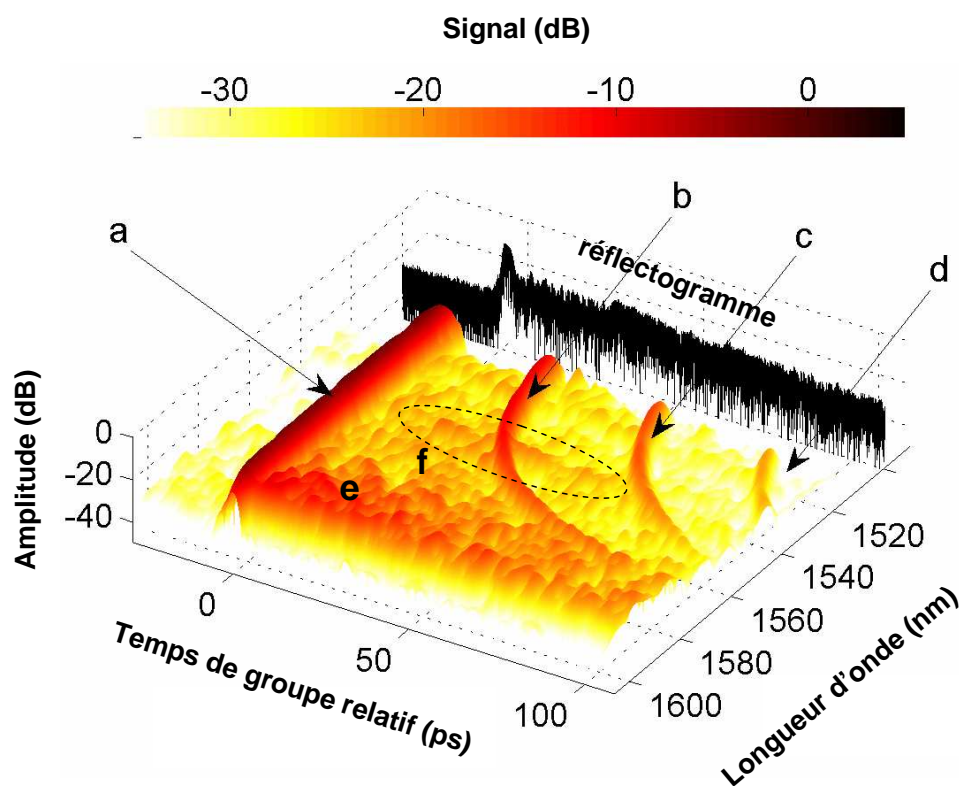 Signal (dB)
-30 -20 -10 0
a
b
c
d
réflectogramme
e
f
Amplitude (dB)
0
-20
-40
0
50
100
Temps de groupe relatif (ps)
1520
1540
1560
1580
1600
Longueur d'onde (nm)